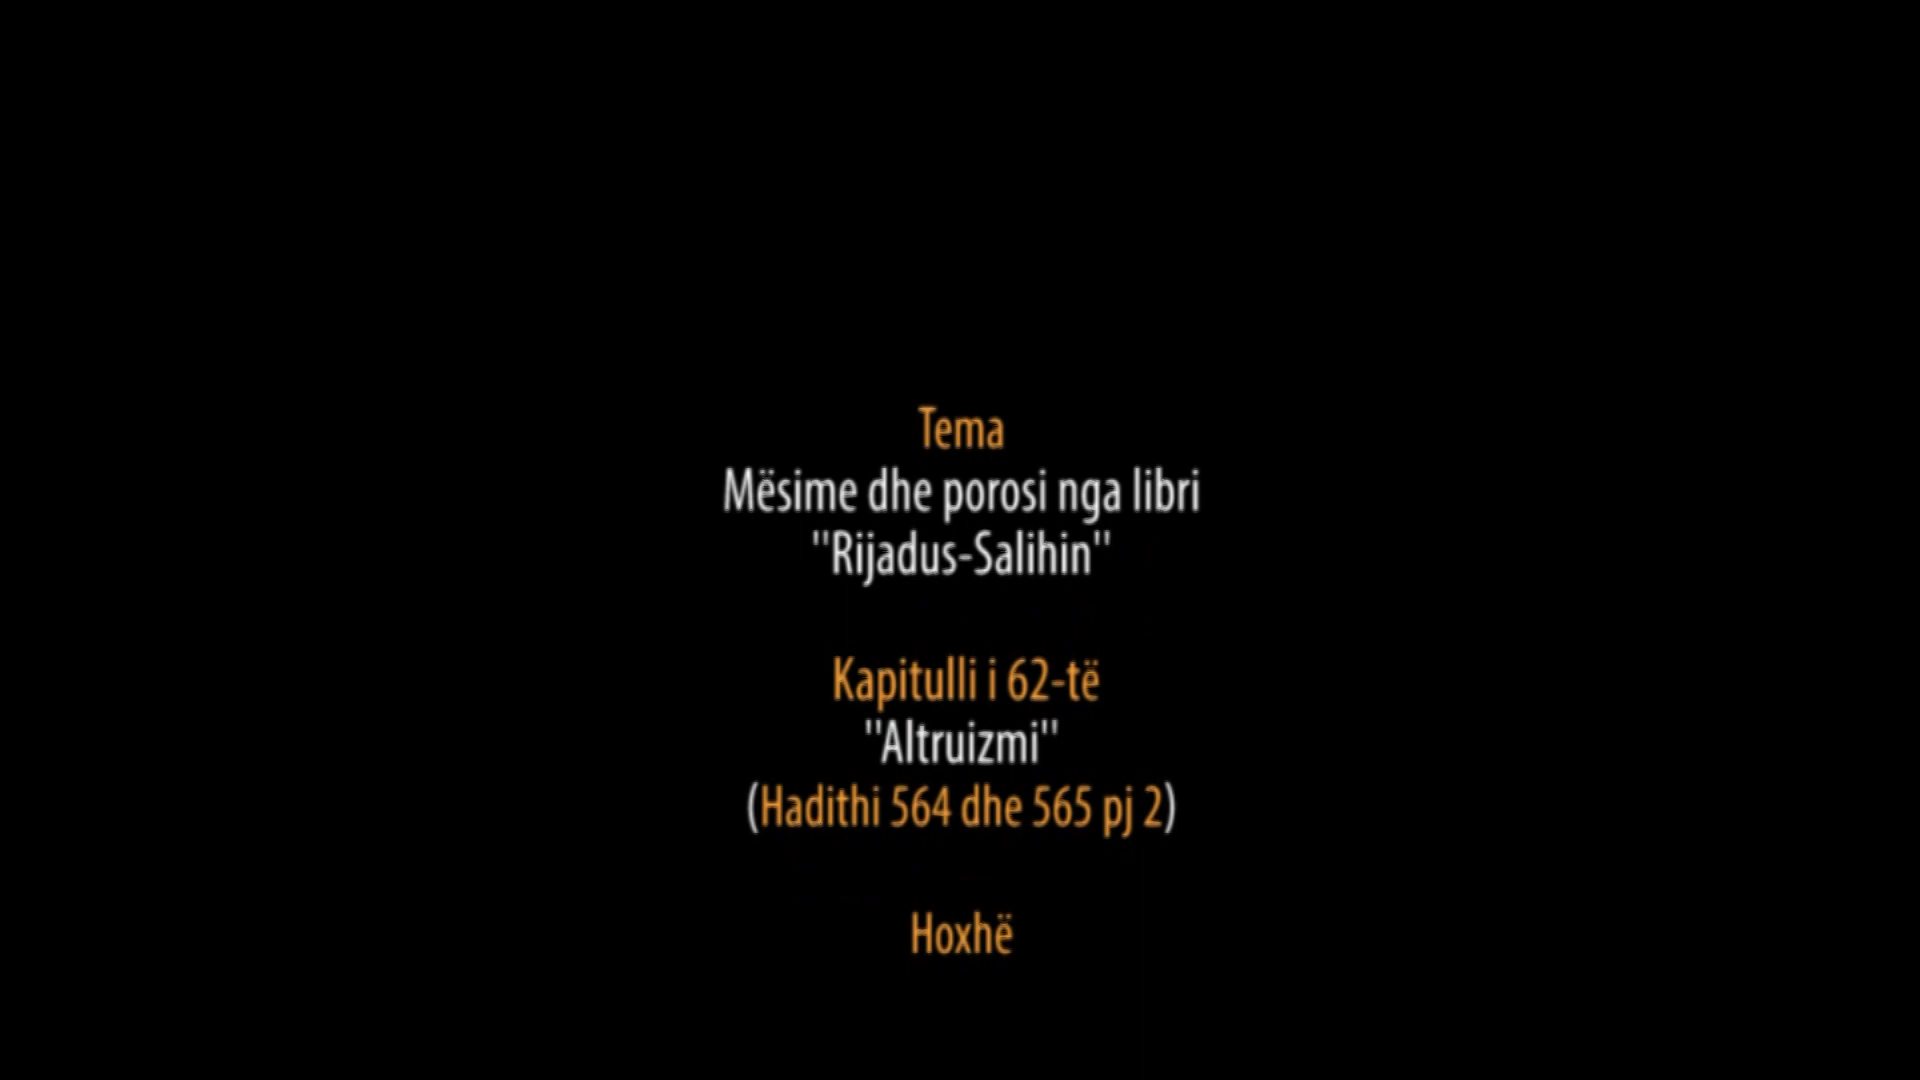 Tema
Mësime dhe porosi nga libri
"Rijadus-Salihin"
Kapitulli i 62-të
"Altruizmi"
(Hadithi 564 dhe 565 pj 2)
Hoxhë